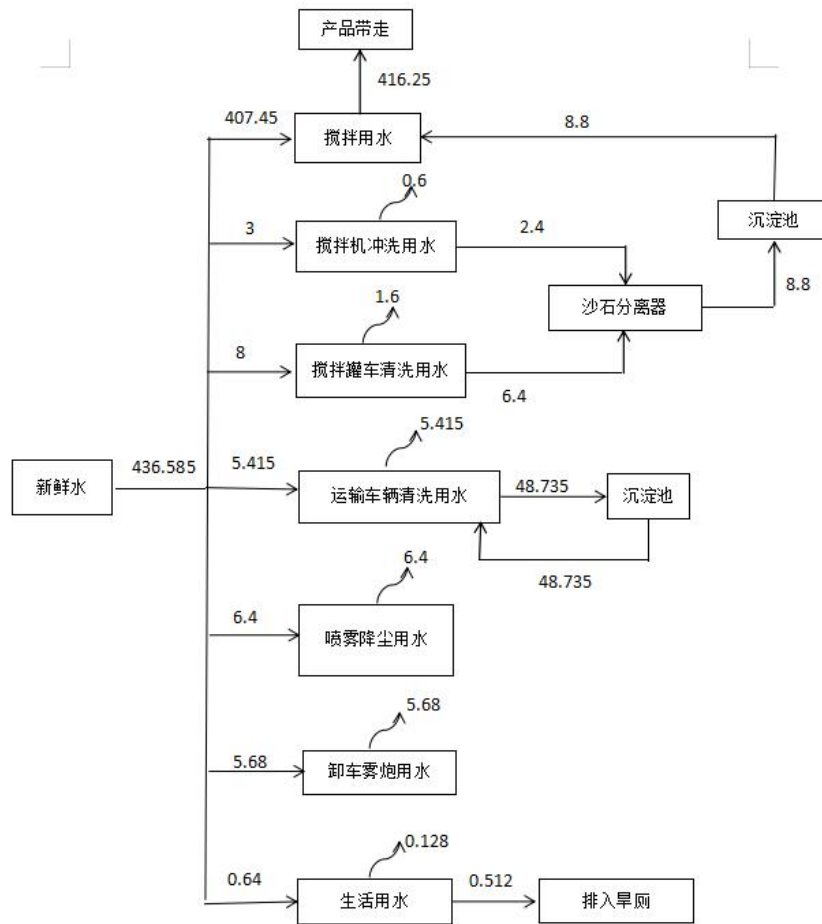 产品带走
416.25
407.45
搅拌用水
8.8
0.6
3
搅拌机冲洗用水
2.4
沉淀池
8.8
1.6
沙石分离器
8
搅拌罐车清洗用水
6.4
5.415
新鲜水
436.585
5.415
运输车辆清洗用水
48.735
沉淀池
48.735
6.4
6.4
喷雾降尘用水
5.68
5.68
卸车雾炮用水
0.128
0.64
生活用水
0.512
排入旱厕